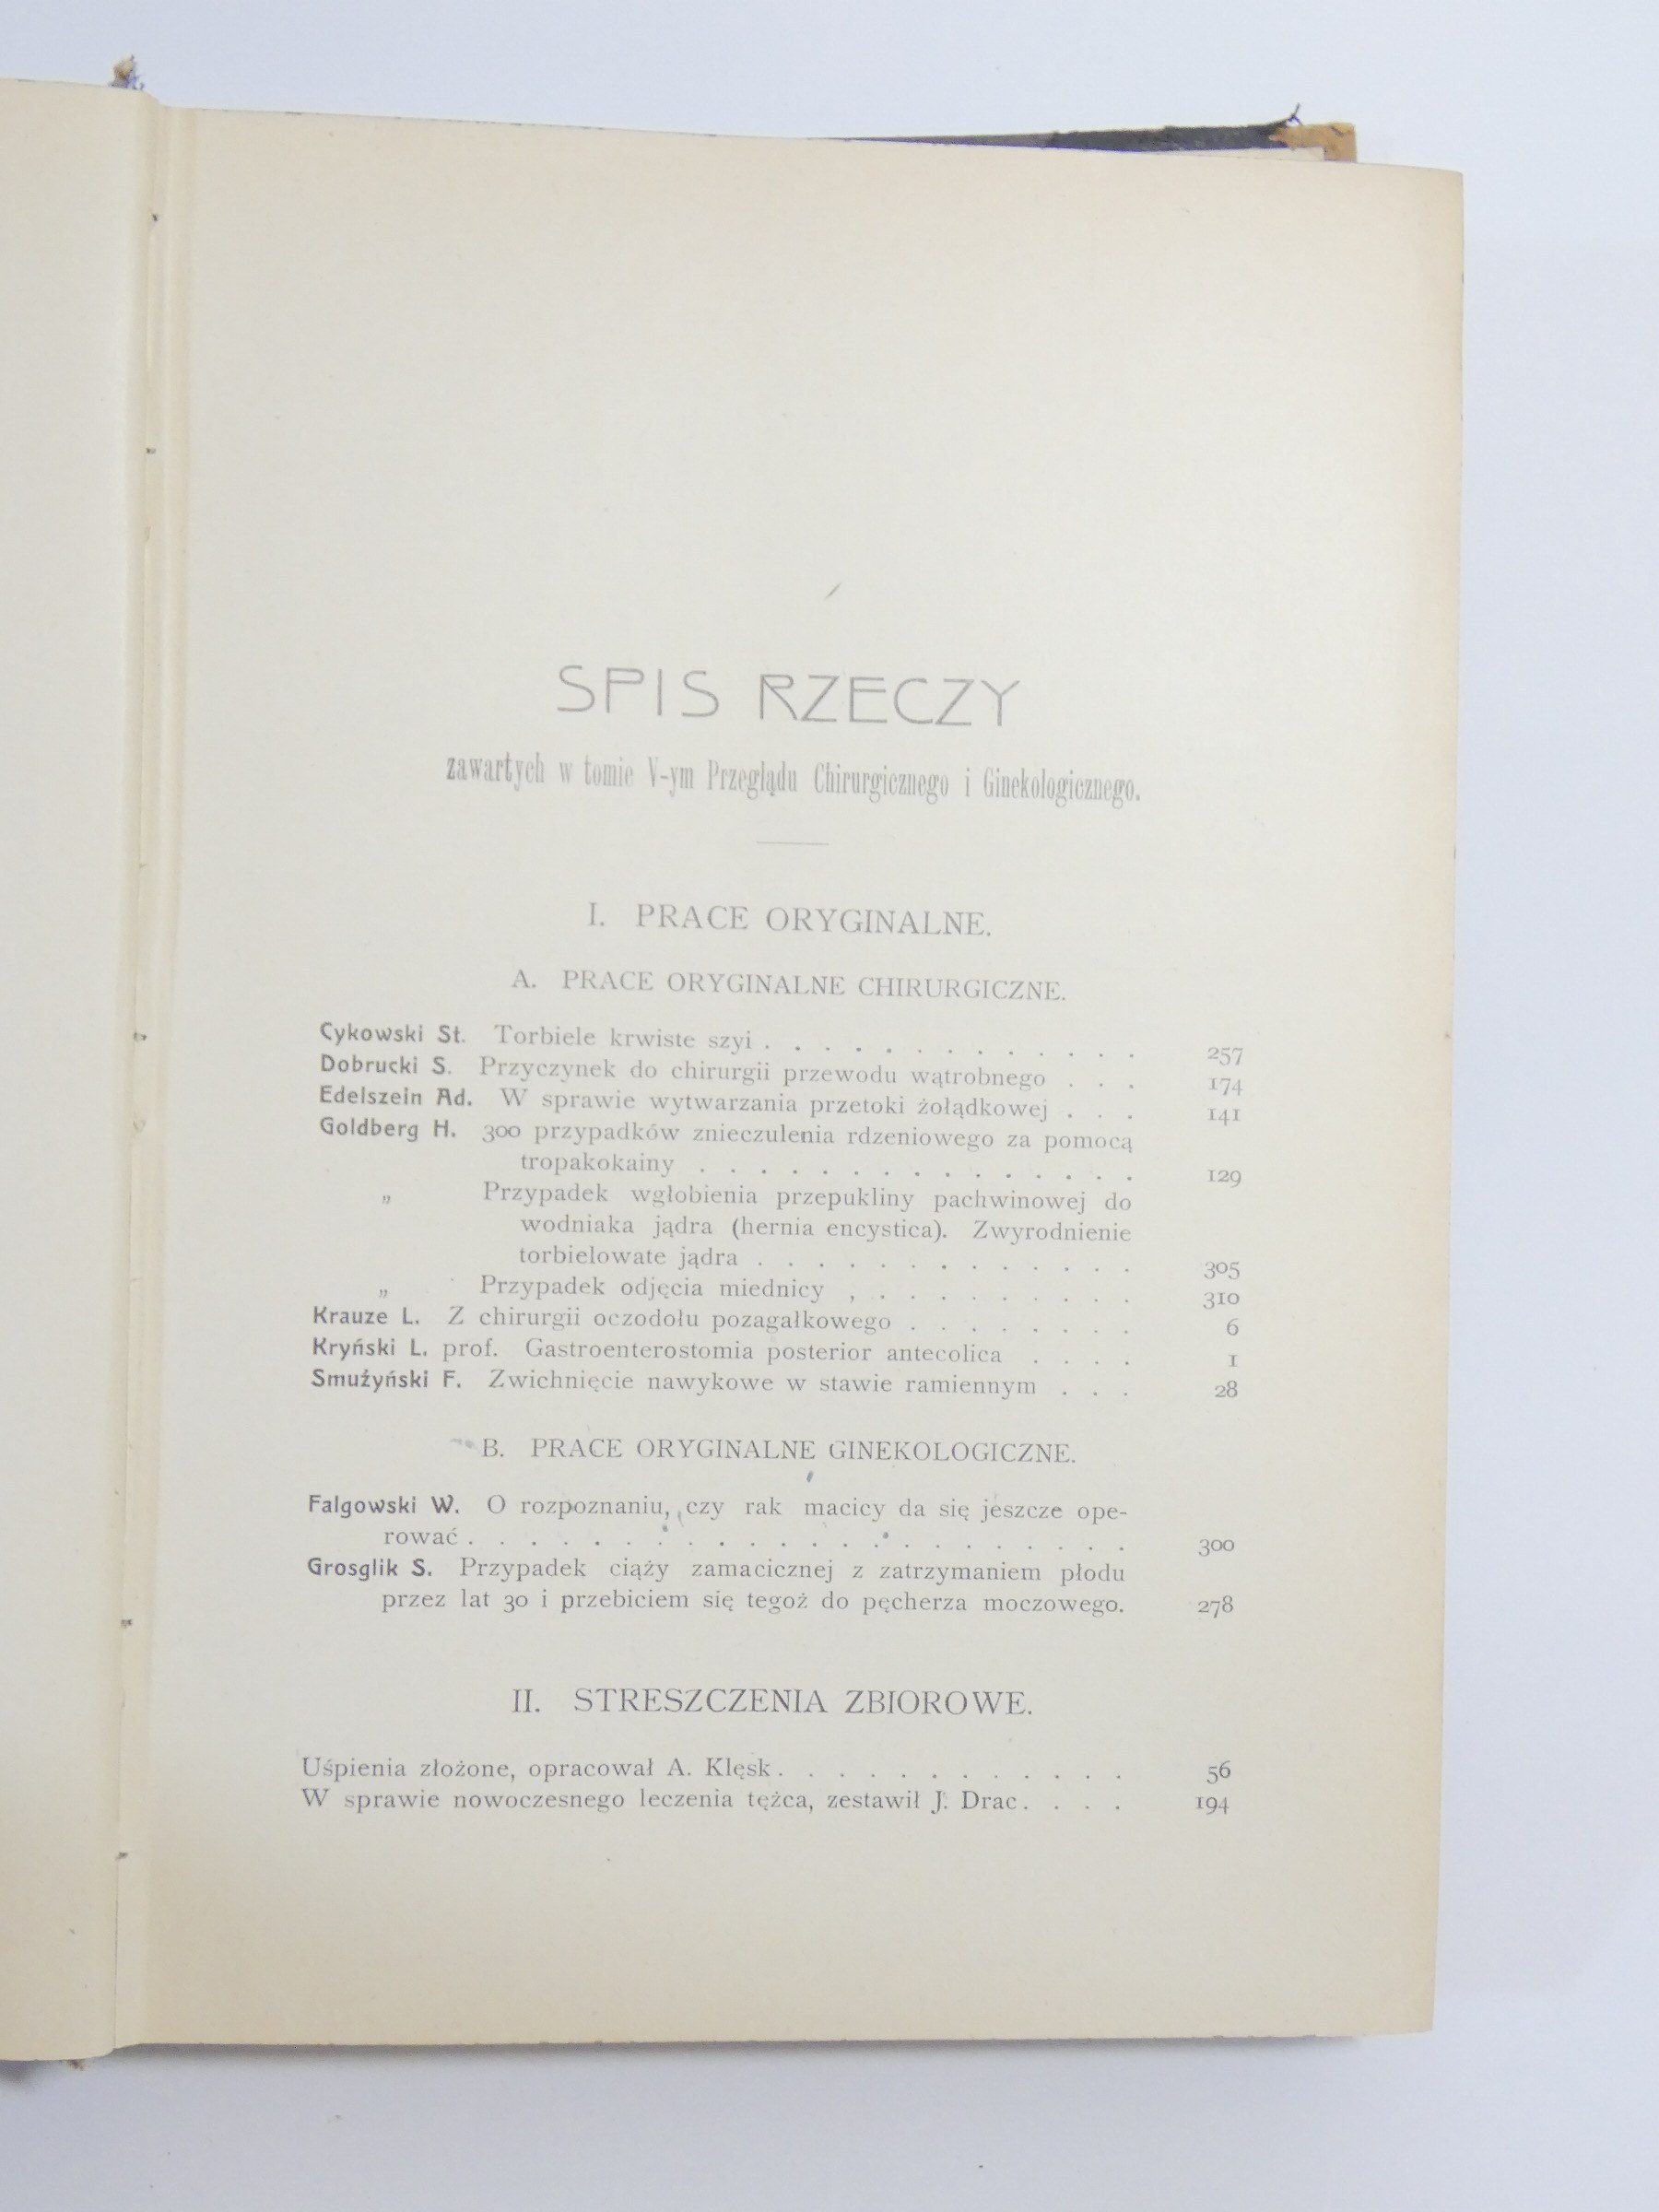 SPIS RZECZY
zawartych w tomie V-ym Przeglądu Chirurgicznego i Ginekologicznego.
I. PRACE ORYGINALNE.
A. PRACE ORYGINALNE CHIRURGICZNE.
Cykowski St. Torbiele krwiste szyi . . . . . . . . . . . . . 257
Dobrucki S. Przyczynek do chirurgii przewodu wątrobnego . . . 174
Edelszein Ad. W sprawie wytwarzania przetoki żołądkowej . . . 141
Goldberg H. 300 przypadków znieczulenia rdzeniowego za pomocą
tropakokainy . . . . . . . . . . . . . . . 129
„ Przypadek wgłobienia przepukliny pachwinowej do
wodniaka jądra (hernia encystica). Zwyrodnienie
torbielowate jądra . . . . . . . . . . . . . 305
„ Przypadek odjęcia miednicy , . . . . . . . . . 310
Krauze L. Z chirurgii oczodołu pozagałkowego . . . . . . . . 6
Kryński L. prof. Gastroenterostomia posterior antecolica . . . . 1
Smużyński F. Zwichnięcie nawykowe w stawie ramiennym . . . 28
B. PRACE ORYGINALNE GINEKOLOGICZNE.
Falgowski W. O rozpoznaniu, czy rak macicy da się jeszcze ope-
rować . . . . . . . . . . . . . . . . . . . . . . 300
Grosglik S. Przypadek ciąży zamacicznej z zatrzymaniem płodu
przez lat 30 i przebiciem się tegoż do pęcherza moczowego. 278
II. STRESZCZENIA ZBIOROWE.
Uśpienia złożone, opracował A. Klęsk . . . . . . . . . . . . 56
W sprawie nowoczesnego leczenia tężca, zestawił J. Drac . . . . 194